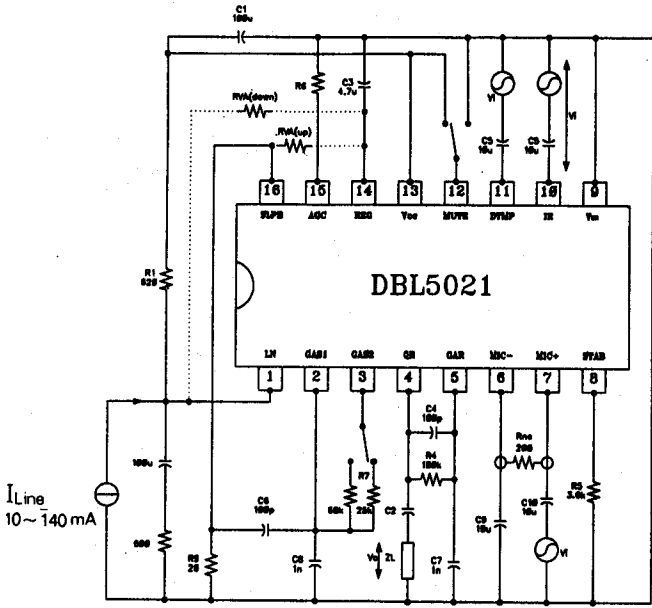 C1
100u
R6
C3
4.7u
RVA(down)
RVA(up)
Vi
C5
10u
C5
10u
Vi
16
15
14
13
12
11
10
9
SLPE
AGC
REG
Vcc
MUTE
DTMF
IR
DBL5021
R1
620
LN
GAS1
GAS2
QR
GAR
MIC-
MIC+
STAB
1
2
3
4
5
6
7
8
100u
C4
100p
R4
100k
R7
C2
C6
100p
C8
1n
Vo
ZL
C7
1n
C9
10u
C10
10u
Vi
R5
3.6k
R9
20
600
ILine
10~140 mA